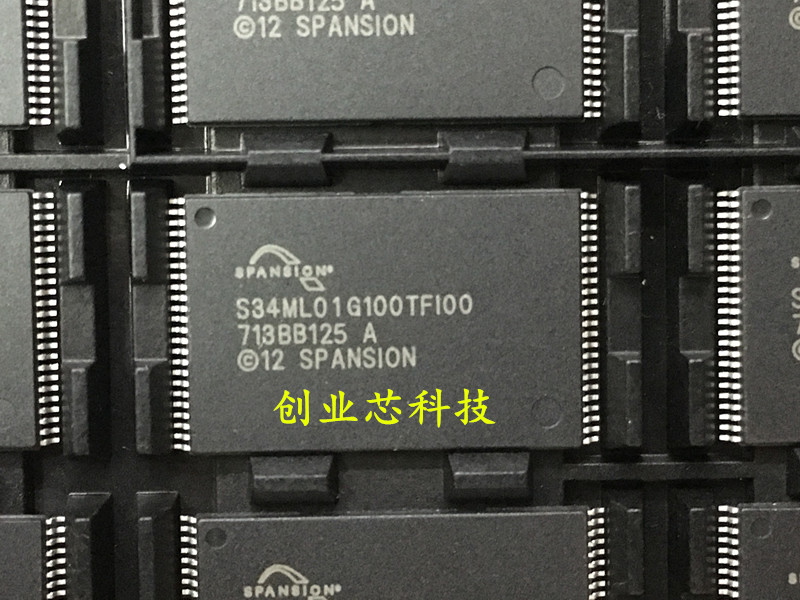 713BB125 A
©12 SPANSION
SPANSION®
S34ML01G100TFI00
713BB125 A
©12 SPANSION
创业芯科技
SPANSION®